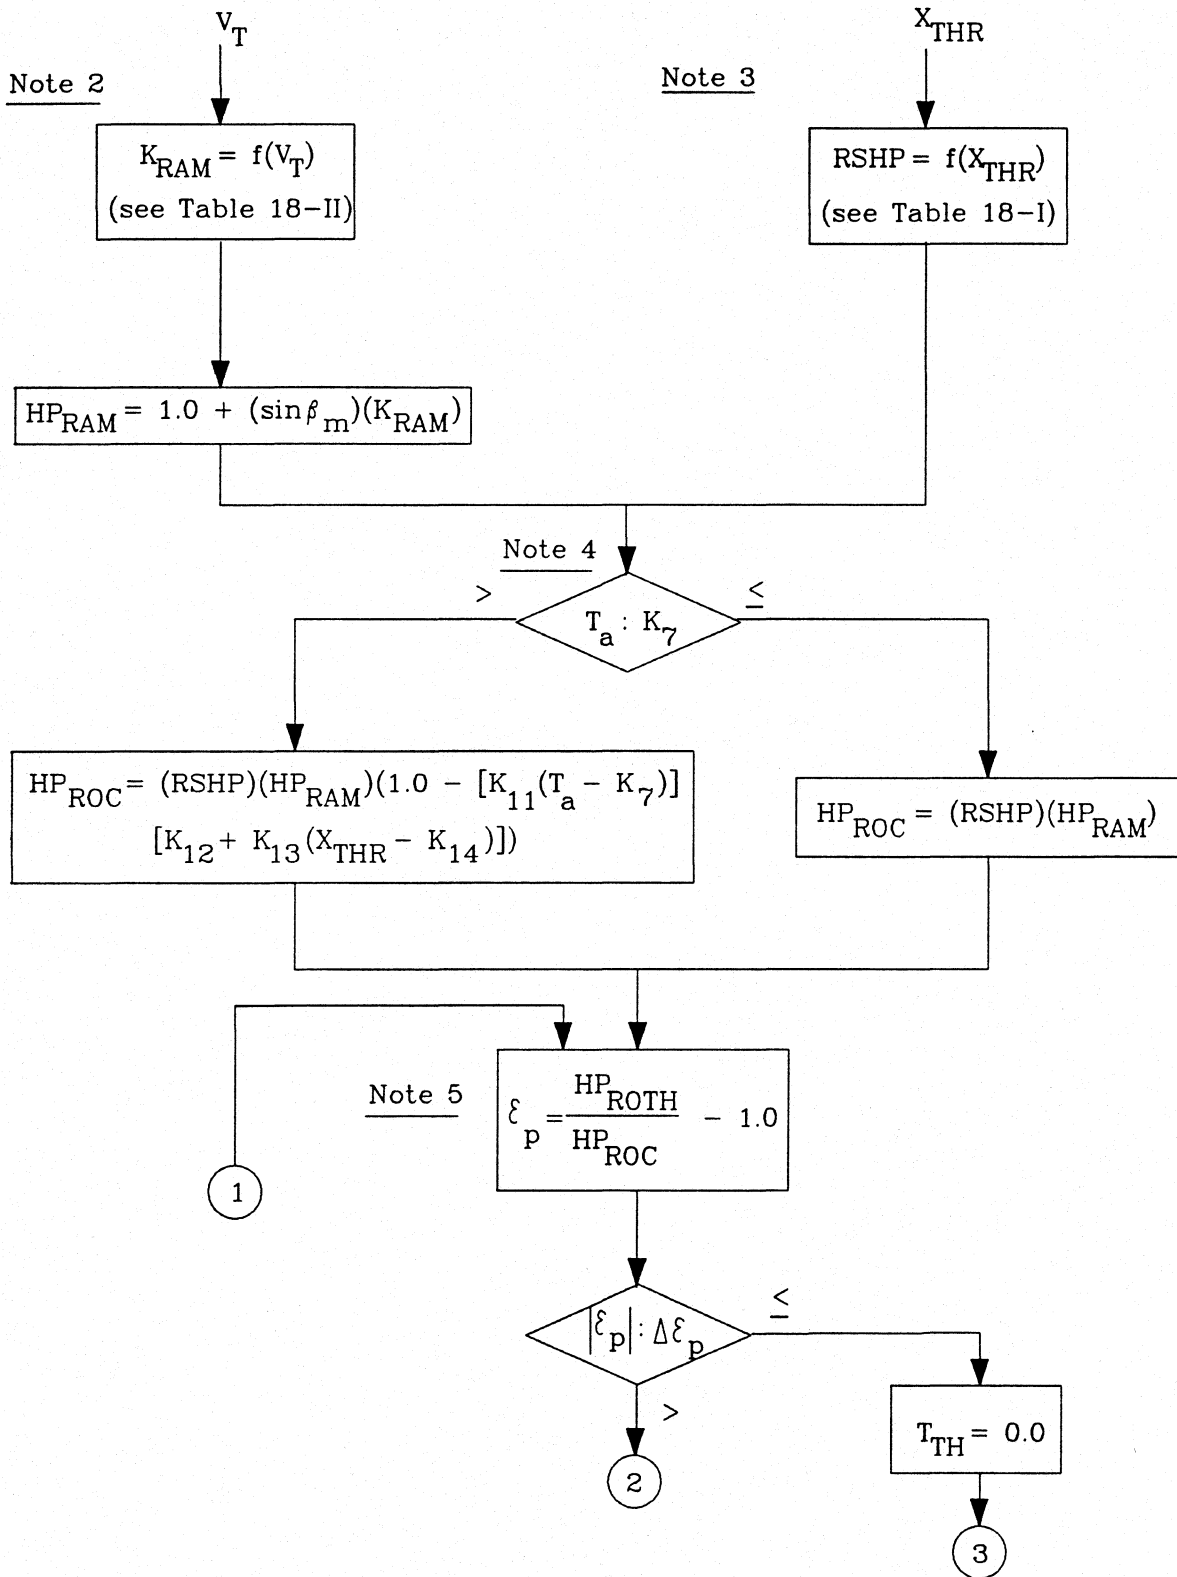 V_T
X_THR
Note 2
Note 3
K_RAM = f(V_T)
(see Table 18-II)
RSHP = f(X_THR)
(see Table 18-I)
HP_RAM = 1.0 + (sin β_m)(K_RAM)
Note 4
>
≤
T_a : K_7
HP_ROC = (RSHP)(HP_RAM)(1.0 - [K_11(T_a - K_7)]
[K_12 + K_13(X_THR - K_14)])
HP_ROC = (RSHP)(HP_RAM)
Note 5
ε_p = HP_ROTH / HP_ROC - 1.0
1
|ε_p| : Δε_p
≤
>
T_TH = 0.0
2
3